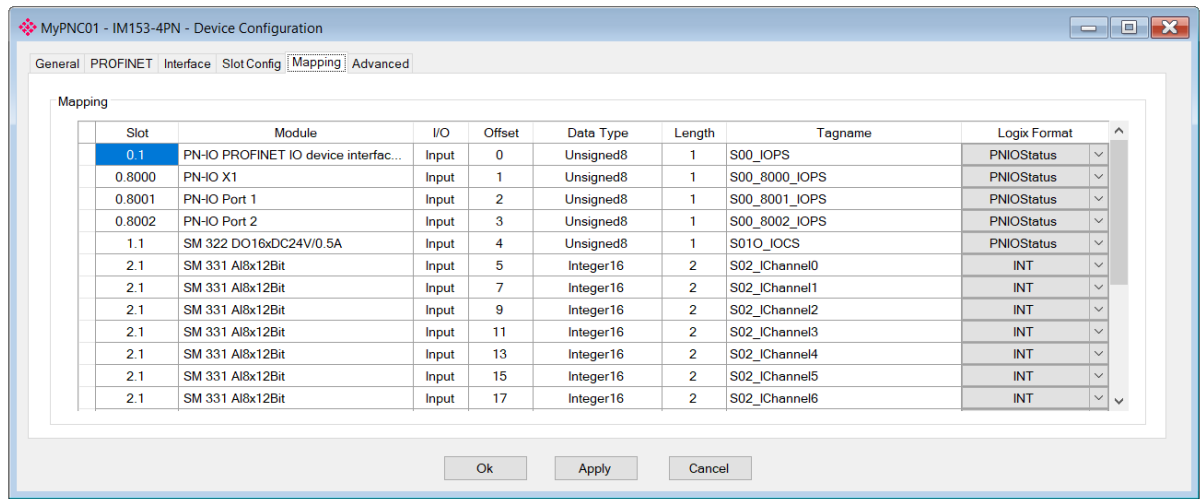 MyPNC01 - IM153-4PN - Device Configuration
General PROFINET Interface Slot Config Mapping Advanced
Mapping
Slot Module I/O Offset Data Type Length Tagname Logix Format
0.1 PN-IO PROFINET IO device interfac... Input 0 Unsigned8 1 S00_IOPS PNIOStatus
0.8000 PN-IO X1 Input 1 Unsigned8 1 S00_8000_IOPS PNIOStatus
0.8001 PN-IO Port 1 Input 2 Unsigned8 1 S00_8001_IOPS PNIOStatus
0.8002 PN-IO Port 2 Input 3 Unsigned8 1 S00_8002_IOPS PNIOStatus
1.1 SM 322 DO16xDC24V/0.5A Input 4 Unsigned8 1 S01O_IOCS PNIOStatus
2.1 SM 331 AI8x12Bit Input 5 Integer16 2 S02_IChannel0 INT
2.1 SM 331 AI8x12Bit Input 7 Integer16 2 S02_IChannel1 INT
2.1 SM 331 AI8x12Bit Input 9 Integer16 2 S02_IChannel2 INT
2.1 SM 331 AI8x12Bit Input 11 Integer16 2 S02_IChannel3 INT
2.1 SM 331 AI8x12Bit Input 13 Integer16 2 S02_IChannel4 INT
2.1 SM 331 AI8x12Bit Input 15 Integer16 2 S02_IChannel5 INT
2.1 SM 331 AI8x12Bit Input 17 Integer16 2 S02_IChannel6 INT
Ok Apply Cancel